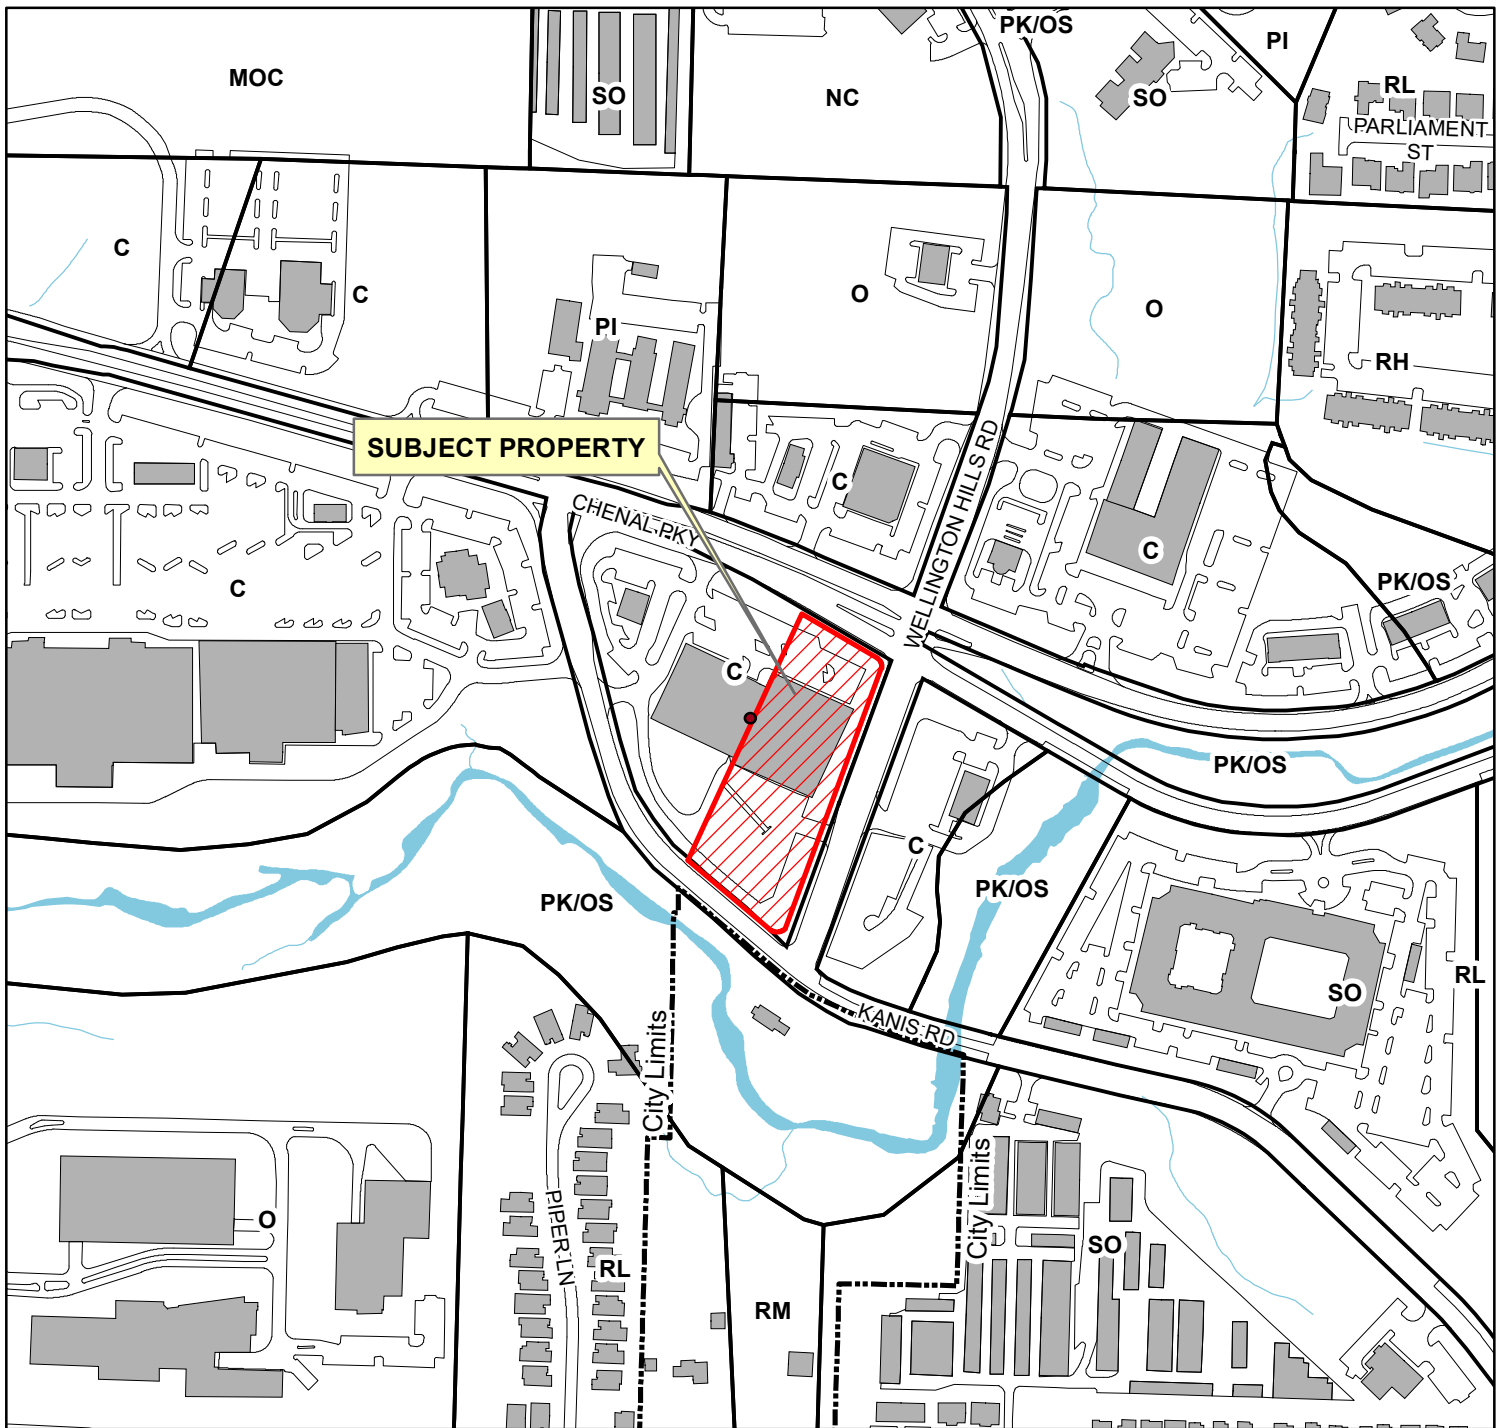 PK/OS
PI
MOC
SO
NC
SO
RL
PARLIAMENT
ST
C
C
O
O
PI
RH
SUBJECT PROPERTY
C
CHENAL PKY
WELLINGTON HILLS RD
C
C
PK/OS
C
PK/OS
C
PK/OS
PK/OS
SO
RL
KANIS RD
City Limits
City Limits
PIPER LN
O
RL
SO
RM